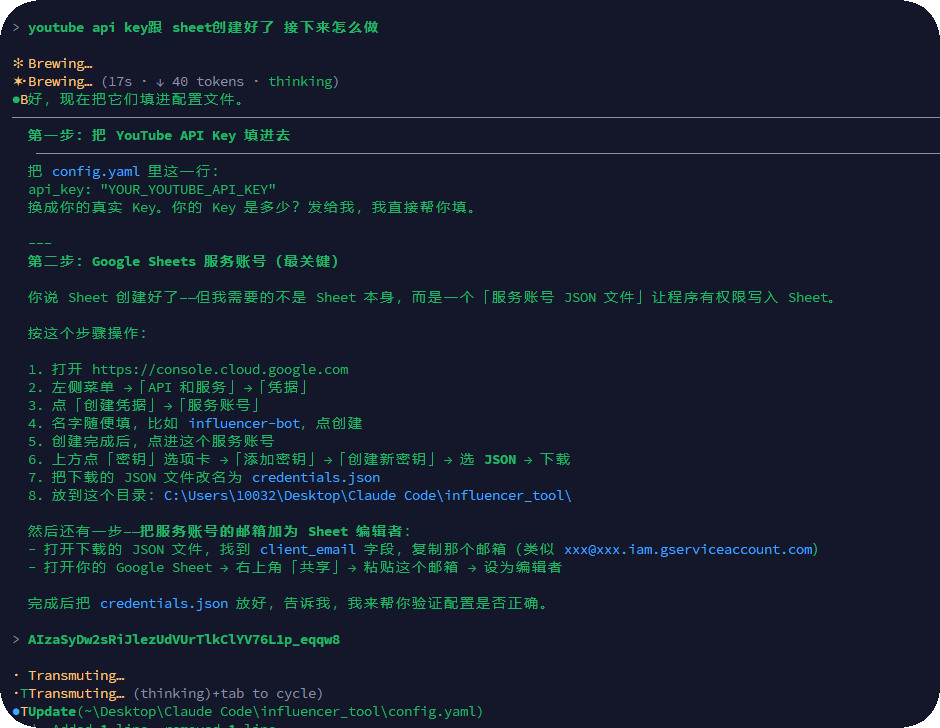 > youtube api key跟 sheet创建好了 接下来怎么做
✻ Brewing…
✶·Brewing… (17s · ↓ 40 tokens · thinking)
●B好，现在把它们填进配置文件。
第一步：把 YouTube API Key 填进去
把 config.yaml 里这一行：
api_key: "YOUR_YOUTUBE_API_KEY"
换成你的真实 Key。你的 Key 是多少？发给我，我直接帮你填。
---
第二步：Google Sheets 服务账号（最关键）
你说 Sheet 创建好了——但我需要的不是 Sheet 本身，而是一个「服务账号 JSON 文件」让程序有权限写入 Sheet。
按这个步骤操作：
1. 打开 https://console.cloud.google.com
2. 左侧菜单 →「API 和服务」→「凭据」
3. 点「创建凭据」→「服务账号」
4. 名字随便填，比如 influencer-bot，点创建
5. 创建完成后，点进这个服务账号
6. 上方点「密钥」选项卡 →「添加密钥」→「创建新密钥」→ 选 JSON → 下载
7. 把下载的 JSON 文件改名为 credentials.json
8. 放到这个目录：C:\Users\10032\Desktop\Claude Code\influencer_tool\
然后还有一步——把服务账号的邮箱加为 Sheet 编辑者：
- 打开下载的 JSON 文件，找到 client_email 字段，复制那个邮箱（类似 xxx@xxx.iam.gserviceaccount.com）
- 打开你的 Google Sheet → 右上角「共享」→ 粘贴这个邮箱 → 设为编辑者
完成后把 credentials.json 放好，告诉我，我来帮你验证配置是否正确。
> AIzaSyDw2sRiJlezUdVUrTlkClYV76L1p_eqqw8
· Transmuting…
·TTransmuting… (thinking)+tab to cycle)
●TUpdate(~\Desktop\Claude Code\influencer_tool\config.yaml)
Added 1 line, removed 1 line